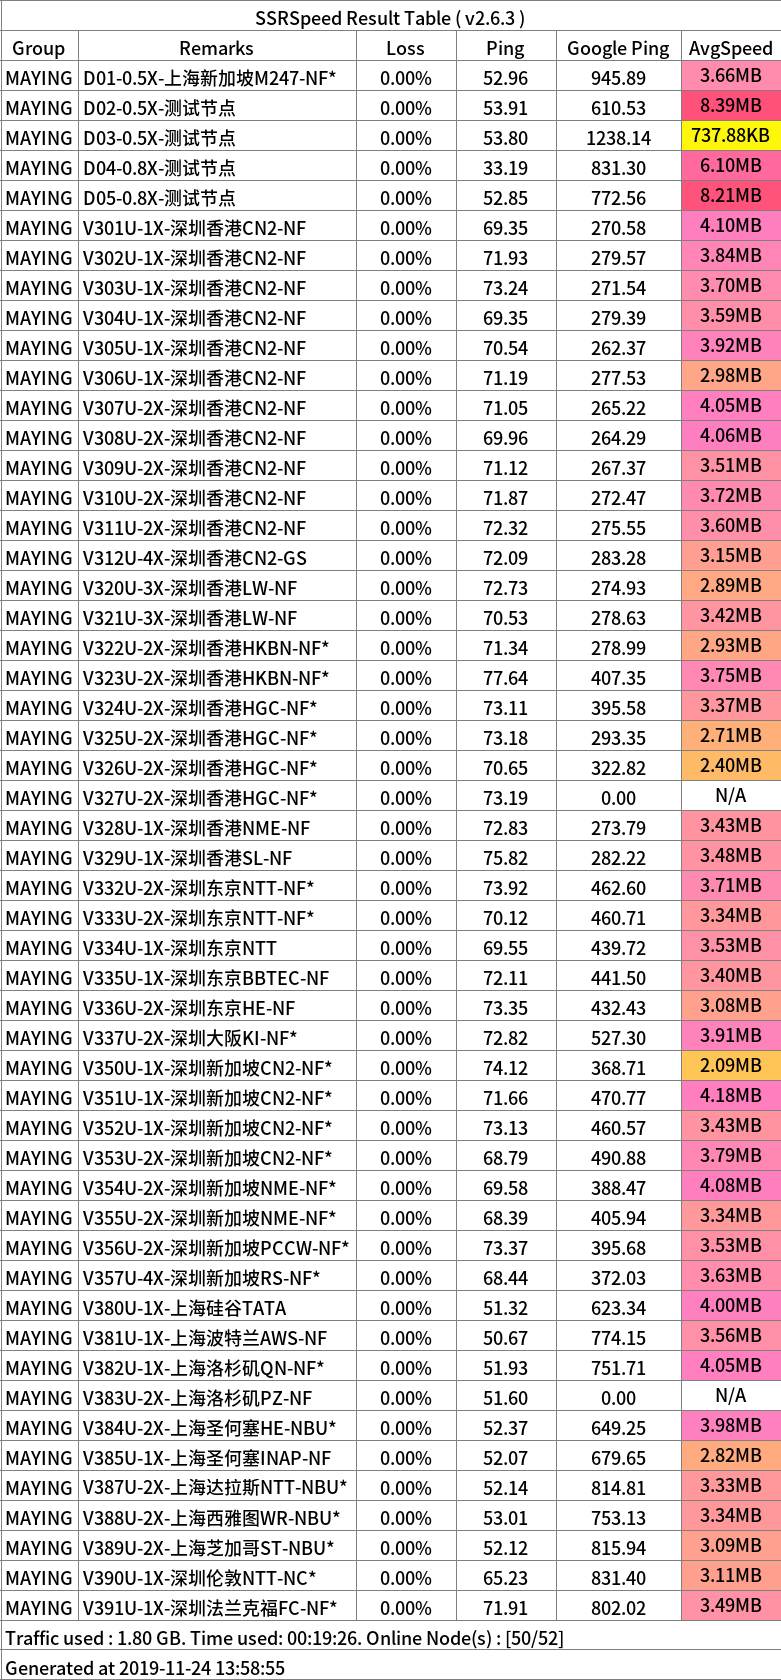 SSRSpeed Result Table ( v2.6.3 )
Group Remarks Loss Ping Google Ping AvgSpeed
MAYING D01-0.5X-上海新加坡M247-NF* 0.00% 52.96 945.89 3.66MB
MAYING D02-0.5X-测试节点 0.00% 53.91 610.53 8.39MB
MAYING D03-0.5X-测试节点 0.00% 53.80 1238.14 737.88KB
MAYING D04-0.8X-测试节点 0.00% 33.19 831.30 6.10MB
MAYING D05-0.8X-测试节点 0.00% 52.85 772.56 8.21MB
MAYING V301U-1X-深圳香港CN2-NF 0.00% 69.35 270.58 4.10MB
MAYING V302U-1X-深圳香港CN2-NF 0.00% 71.93 279.57 3.84MB
MAYING V303U-1X-深圳香港CN2-NF 0.00% 73.24 271.54 3.70MB
MAYING V304U-1X-深圳香港CN2-NF 0.00% 69.35 279.39 3.59MB
MAYING V305U-1X-深圳香港CN2-NF 0.00% 70.54 262.37 3.92MB
MAYING V306U-1X-深圳香港CN2-NF 0.00% 71.19 277.53 2.98MB
MAYING V307U-2X-深圳香港CN2-NF 0.00% 71.05 265.22 4.05MB
MAYING V308U-2X-深圳香港CN2-NF 0.00% 69.96 264.29 4.06MB
MAYING V309U-2X-深圳香港CN2-NF 0.00% 71.12 267.37 3.51MB
MAYING V310U-2X-深圳香港CN2-NF 0.00% 71.87 272.47 3.72MB
MAYING V311U-2X-深圳香港CN2-NF 0.00% 72.32 275.55 3.60MB
MAYING V312U-4X-深圳香港CN2-GS 0.00% 72.09 283.28 3.15MB
MAYING V320U-3X-深圳香港LW-NF 0.00% 72.73 274.93 2.89MB
MAYING V321U-3X-深圳香港LW-NF 0.00% 70.53 278.63 3.42MB
MAYING V322U-2X-深圳香港HKBN-NF* 0.00% 71.34 278.99 2.93MB
MAYING V323U-2X-深圳香港HKBN-NF* 0.00% 77.64 407.35 3.75MB
MAYING V324U-2X-深圳香港HGC-NF* 0.00% 73.11 395.58 3.37MB
MAYING V325U-2X-深圳香港HGC-NF* 0.00% 73.18 293.35 2.71MB
MAYING V326U-2X-深圳香港HGC-NF* 0.00% 70.65 322.82 2.40MB
MAYING V327U-2X-深圳香港HGC-NF* 0.00% 73.19 0.00 N/A
MAYING V328U-1X-深圳香港NME-NF 0.00% 72.83 273.79 3.43MB
MAYING V329U-1X-深圳香港SL-NF 0.00% 75.82 282.22 3.48MB
MAYING V332U-2X-深圳东京NTT-NF* 0.00% 73.92 462.60 3.71MB
MAYING V333U-2X-深圳东京NTT-NF* 0.00% 70.12 460.71 3.34MB
MAYING V334U-1X-深圳东京NTT 0.00% 69.55 439.72 3.53MB
MAYING V335U-1X-深圳东京BBTEC-NF 0.00% 72.11 441.50 3.40MB
MAYING V336U-2X-深圳东京HE-NF 0.00% 73.35 432.43 3.08MB
MAYING V337U-2X-深圳大阪KI-NF* 0.00% 72.82 527.30 3.91MB
MAYING V350U-1X-深圳新加坡CN2-NF* 0.00% 74.12 368.71 2.09MB
MAYING V351U-1X-深圳新加坡CN2-NF* 0.00% 71.66 470.77 4.18MB
MAYING V352U-1X-深圳新加坡CN2-NF* 0.00% 73.13 460.57 3.43MB
MAYING V353U-2X-深圳新加坡CN2-NF* 0.00% 68.79 490.88 3.79MB
MAYING V354U-2X-深圳新加坡NME-NF* 0.00% 69.58 388.47 4.08MB
MAYING V355U-2X-深圳新加坡NME-NF* 0.00% 68.39 405.94 3.34MB
MAYING V356U-2X-深圳新加坡PCCW-NF* 0.00% 73.37 395.68 3.53MB
MAYING V357U-4X-深圳新加坡RS-NF* 0.00% 68.44 372.03 3.63MB
MAYING V380U-1X-上海硅谷TATA 0.00% 51.32 623.34 4.00MB
MAYING V381U-1X-上海波特兰AWS-NF 0.00% 50.67 774.15 3.56MB
MAYING V382U-1X-上海洛杉矶QN-NF* 0.00% 51.93 751.71 4.05MB
MAYING V383U-2X-上海洛杉矶PZ-NF 0.00% 51.60 0.00 N/A
MAYING V384U-2X-上海圣何塞HE-NBU* 0.00% 52.37 649.25 3.98MB
MAYING V385U-1X-上海圣何塞INAP-NF 0.00% 52.07 679.65 2.82MB
MAYING V387U-2X-上海达拉斯NTT-NBU* 0.00% 52.14 814.81 3.33MB
MAYING V388U-2X-上海西雅图WR-NBU* 0.00% 53.01 753.13 3.34MB
MAYING V389U-2X-上海芝加哥ST-NBU* 0.00% 52.12 815.94 3.09MB
MAYING V390U-1X-深圳伦敦NTT-NC* 0.00% 65.23 831.40 3.11MB
MAYING V391U-1X-深圳法兰克福FC-NF* 0.00% 71.91 802.02 3.49MB
Traffic used : 1.80 GB. Time used: 00:19:26. Online Node(s) : [50/52]
Generated at 2019-11-24 13:58:55